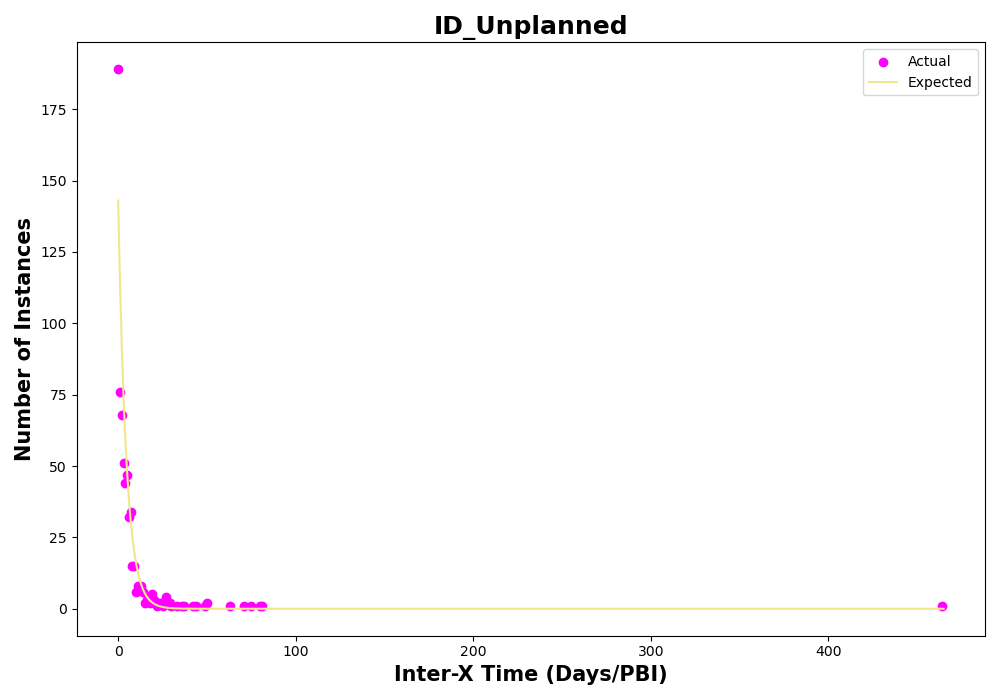 ID_Unplanned
Actual
Expected
Number of Instances
175
150
125
100
75
50
25
0
0
100
200
300
400
Inter-X Time (Days/PBI)